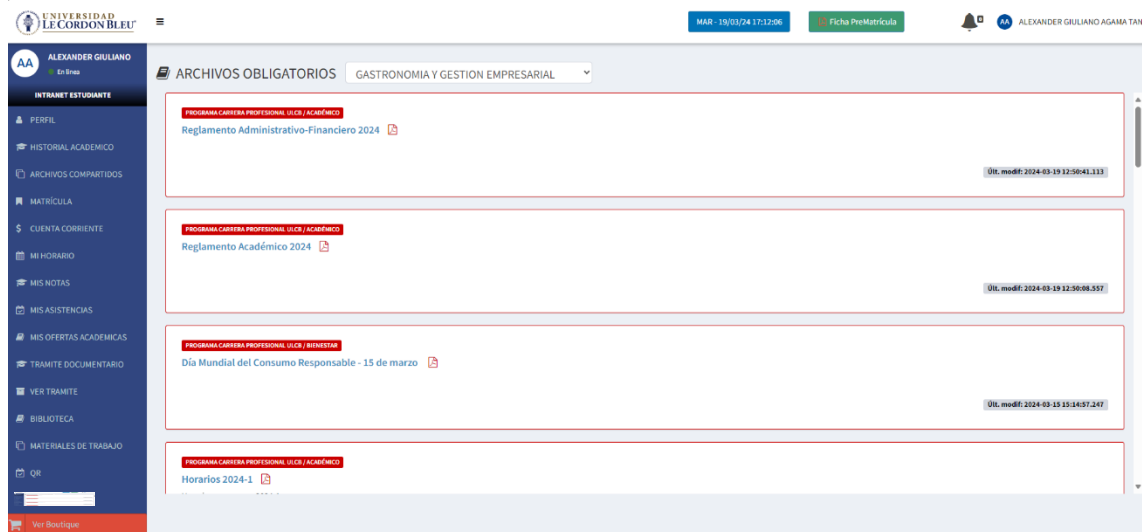 UNIVERSIDAD
LE CORDON BLEU
MAR - 19/03/24 17:12:06
Ficha PreMatrícula
AA
ALEXANDER GIULIANO AGAMA TAN
AA
ALEXANDER GIULIANO
En línea
INTRANET ESTUDIANTE
PERFIL
HISTORIAL ACADEMICO
ARCHIVOS COMPARTIDOS
MATRÍCULA
CUENTA CORRIENTE
MI HORARIO
MIS NOTAS
MIS ASISTENCIAS
MIS OFERTAS ACADEMICAS
TRAMITE DOCUMENTARIO
VER TRAMITE
BIBLIOTECA
MATERIALES DE TRABAJO
QR
Ver Boutique
ARCHIVOS OBLIGATORIOS
GASTRONOMIA Y GESTION EMPRESARIAL
PROGRAMA CARRERA PROFESIONAL ULCB / ACADÉMICO
Reglamento Administrativo-Financiero 2024
Últ. modif: 2024-03-19 12:50:41.113
PROGRAMA CARRERA PROFESIONAL ULCB / ACADÉMICO
Reglamento Académico 2024
Últ. modif: 2024-03-19 12:50:08.557
PROGRAMA CARRERA PROFESIONAL ULCB / BIENESTAR
Día Mundial del Consumo Responsable - 15 de marzo
Últ. modif: 2024-03-15 15:14:57.247
PROGRAMA CARRERA PROFESIONAL ULCB / ACADÉMICO
Horarios 2024-1